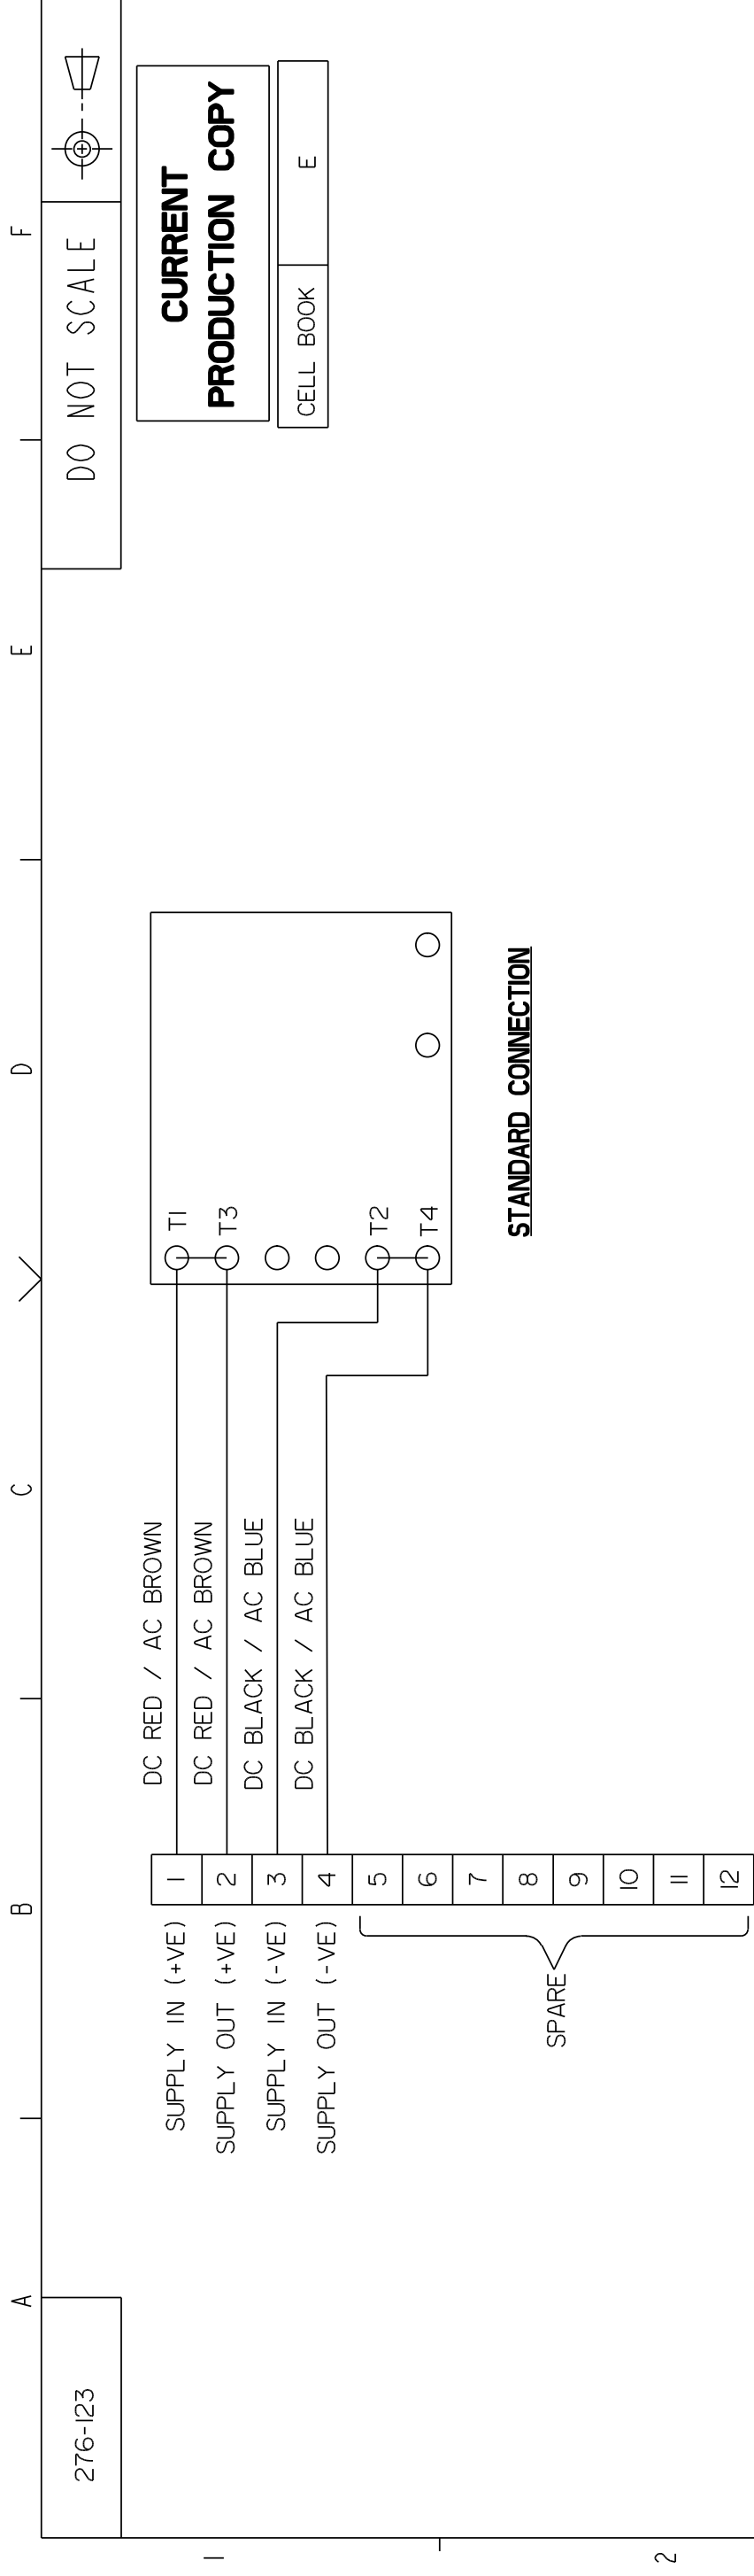 276-123
A
B
C
D
E
F
1
2
DO NOT SCALE
CURRENT
PRODUCTION COPY
CELL BOOK
E
SUPPLY IN (+VE)
1
DC RED / AC BROWN
T1
SUPPLY OUT (+VE)
2
DC RED / AC BROWN
T3
SUPPLY IN (-VE)
3
DC BLACK / AC BLUE
SUPPLY OUT (-VE)
4
DC BLACK / AC BLUE
5
T2
6
T4
7
8
SPARE
9
10
11
12
STANDARD CONNECTION